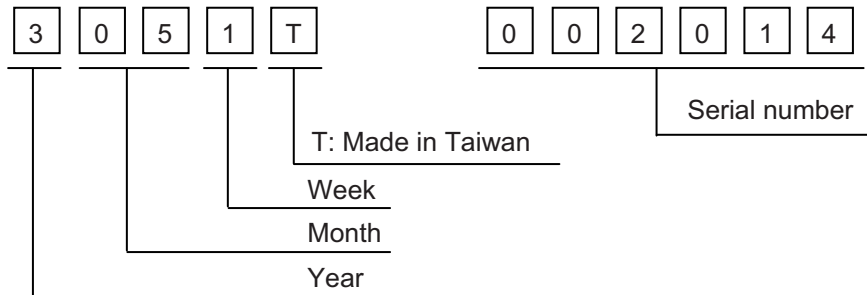 3 0 5 1 T 0 0 2 0 1 4
Serial number
T: Made in Taiwan
Week
Month
Year